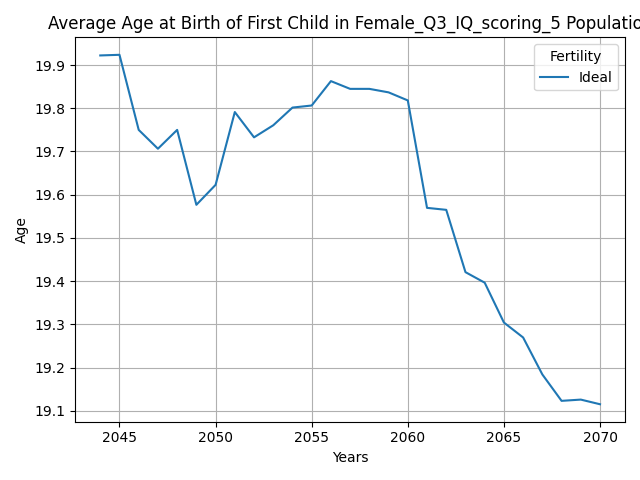 Average Age at Birth of First Child in Female_Q3_IQ_scoring_5 Populatio
Fertility
Ideal
19.9
19.8
19.7
19.6
19.5
19.4
19.3
19.2
19.1
Age
2045 2050 2055 2060 2065 2070
Years